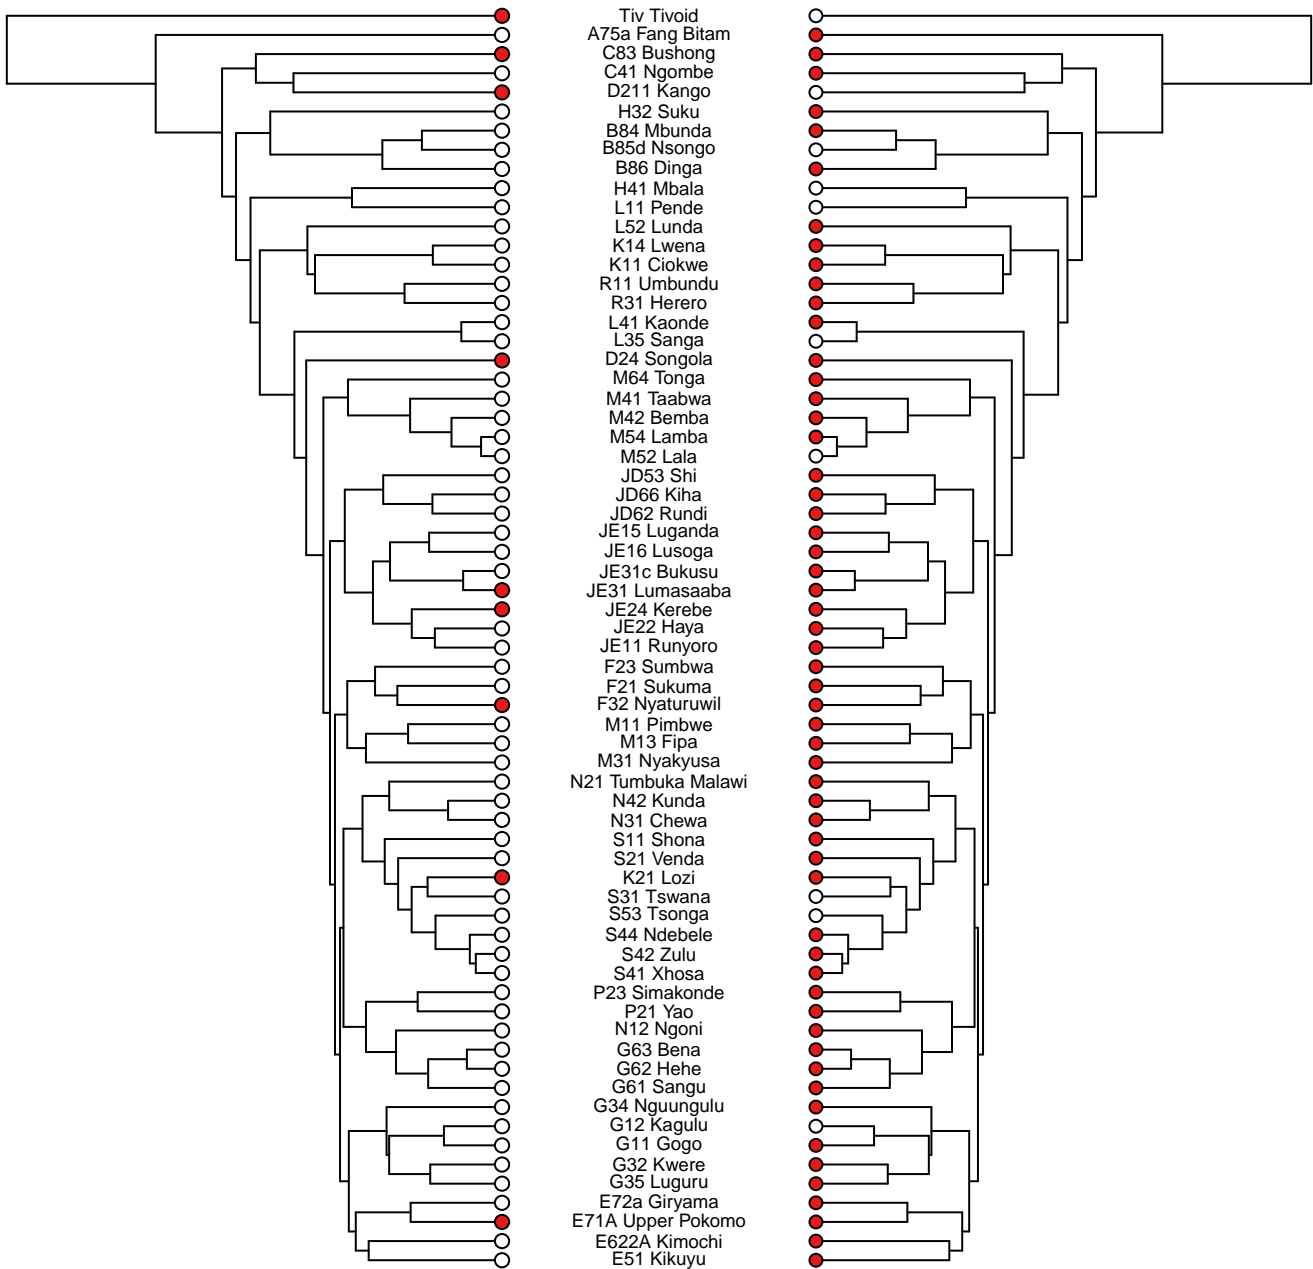 Tiv Tivoid
A75a Fang Bitam
C83 Bushong
C41 Ngombe
D211 Kango
H32 Suku
B84 Mbunda
B85d Nsongo
B86 Dinga
H41 Mbala
L11 Pende
L52 Lunda
K14 Lwena
K11 Ciokwe
R11 Umbundu
R31 Herero
L41 Kaonde
L35 Sanga
D24 Songola
M64 Tonga
M41 Taabwa
M42 Bemba
M54 Lamba
M52 Lala
JD53 Shi
JD66 Kiha
JD62 Rundi
JE15 Luganda
JE16 Lusoga
JE31c Bukusu
JE31 Lumasaaba
JE24 Kerebe
JE22 Haya
JE11 Runyoro
F23 Sumbwa
F21 Sukuma
F32 Nyaturuwil
M11 Pimbwe
M13 Fipa
M31 Nyakyusa
N21 Tumbuka Malawi
N42 Kunda
N31 Chewa
S11 Shona
S21 Venda
K21 Lozi
S31 Tswana
S53 Tsonga
S44 Ndebele
S42 Zulu
S41 Xhosa
P23 Simakonde
P21 Yao
N12 Ngoni
G63 Bena
G62 Hehe
G61 Sangu
G34 Nguungulu
G12 Kagulu
G11 Gogo
G32 Kwere
G35 Luguru
E72a Giryama
E71A Upper Pokomo
E622A Kimochi
E51 Kikuyu